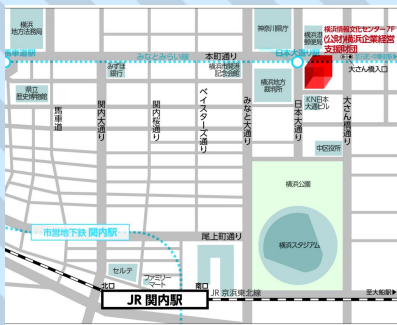 横浜
地方法務局
神奈川県庁
横浜港
郵便局
横浜情報文化センター7F
(公財)横浜企業経営
支援財団
馬車道駅
みなとみらい線
本町通り
日本大通り駅
大さん橋入口
みずほ
銀行
横浜市開港
記念会館
横浜地方
裁判所
県立
歴史博物館
KN日本
大通ビル
馬車道
関内大通り
関内桜通り
ベイスターズ通り
みなと大通り
日本大通り
大さん橋通り
中区役所
横浜公園
市営地下鉄 関内駅
尾上町通り
横浜スタジアム
セルテ
ファミリー
マート
北口
南口
JR 関内駅
JR 京浜東北線
至大船駅▶